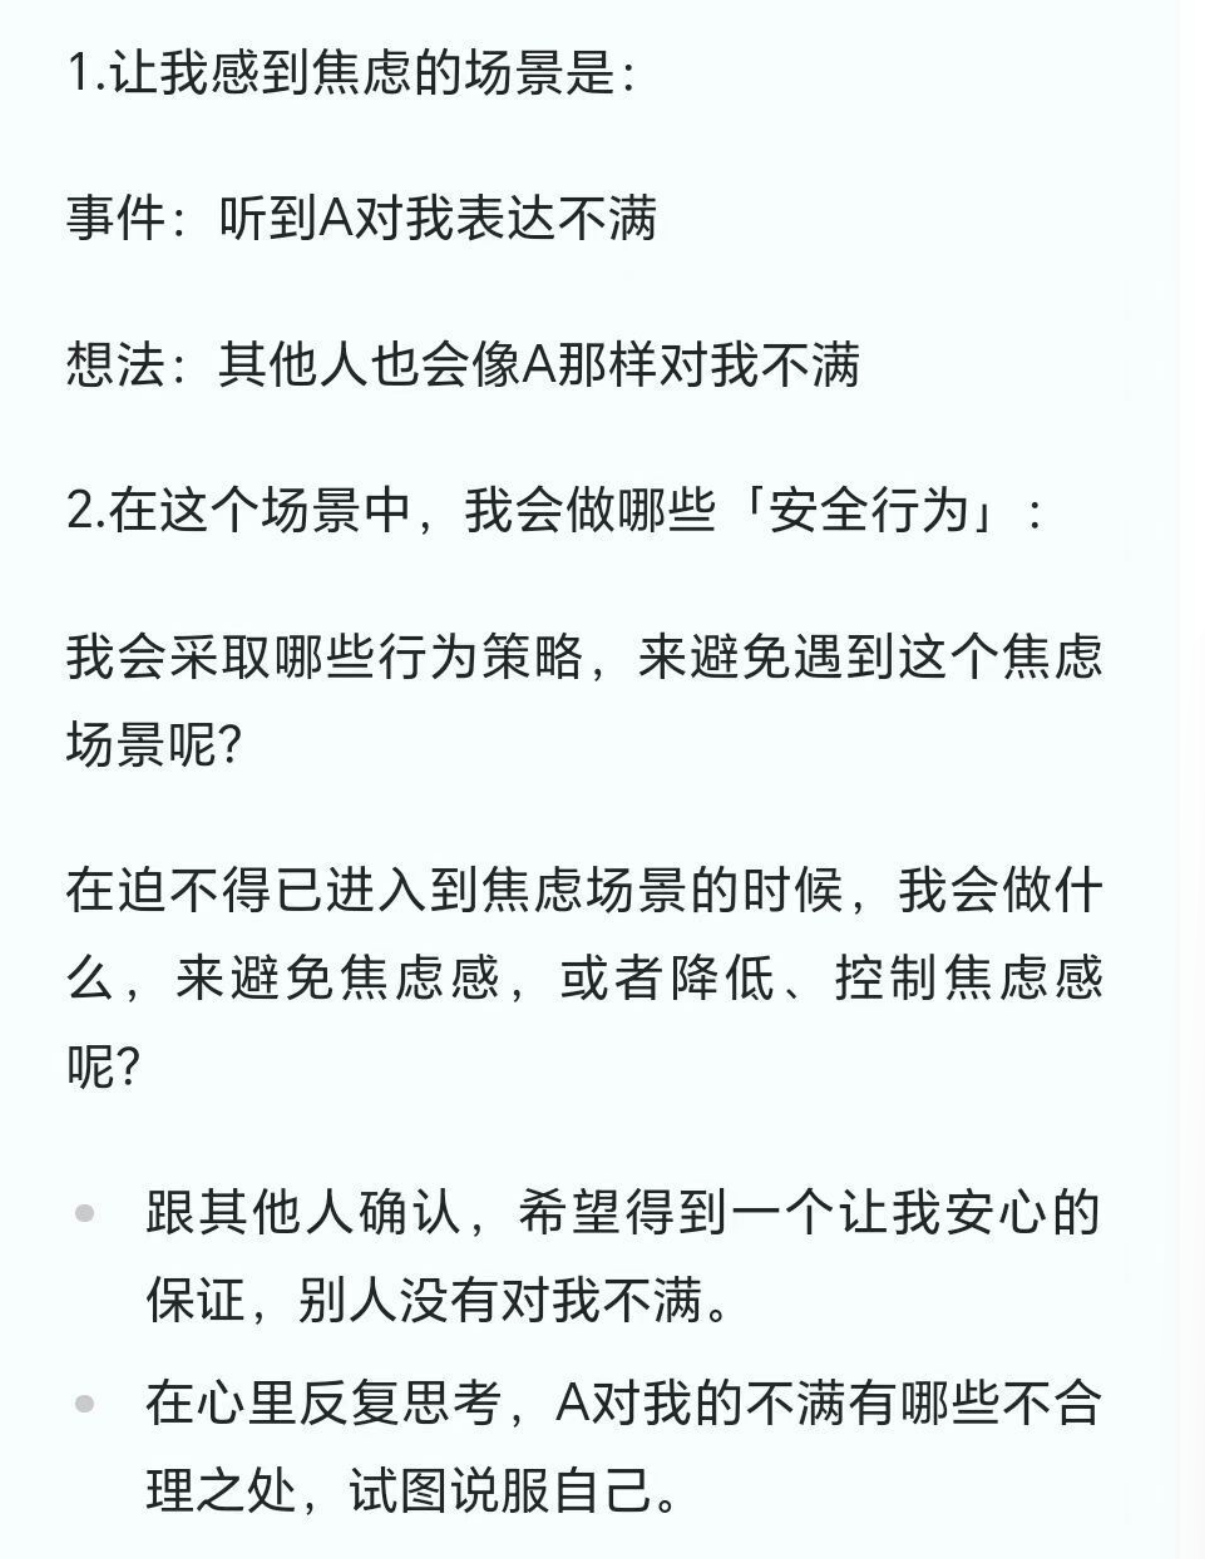 1.让我感到焦虑的场景是：
事件：听到A对我表达不满
想法：其他人也会像A那样对我不满
2.在这个场景中，我会做哪些「安全行为」：
我会采取哪些行为策略，来避免遇到这个焦虑
场景呢？
在迫不得已进入到焦虑场景的时候，我会做什
么，来避免焦虑感，或者降低、控制焦虑感
呢？
跟其他人确认，希望得到一个让我安心的
保证，别人没有对我不满。
在心里反复思考，A对我的不满有哪些不合
理之处，试图说服自己。